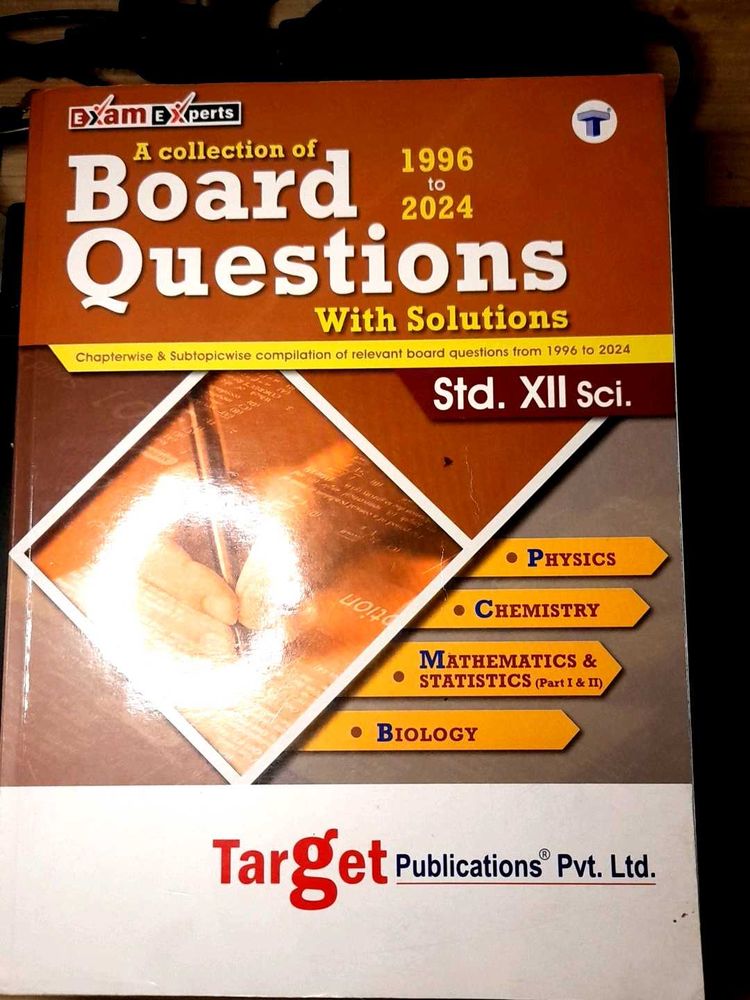 Exam Experts
T
A collection of
Board
Questions
1996
to
2024
With Solutions
Chapterwise & Subtopicwise compilation of relevant board questions from 1996 to 2024
Std. XII Sci.
PHYSICS
CHEMISTRY
MATHEMATICS &
STATISTICS (Part I & II)
BIOLOGY
Target Publications® Pvt. Ltd.